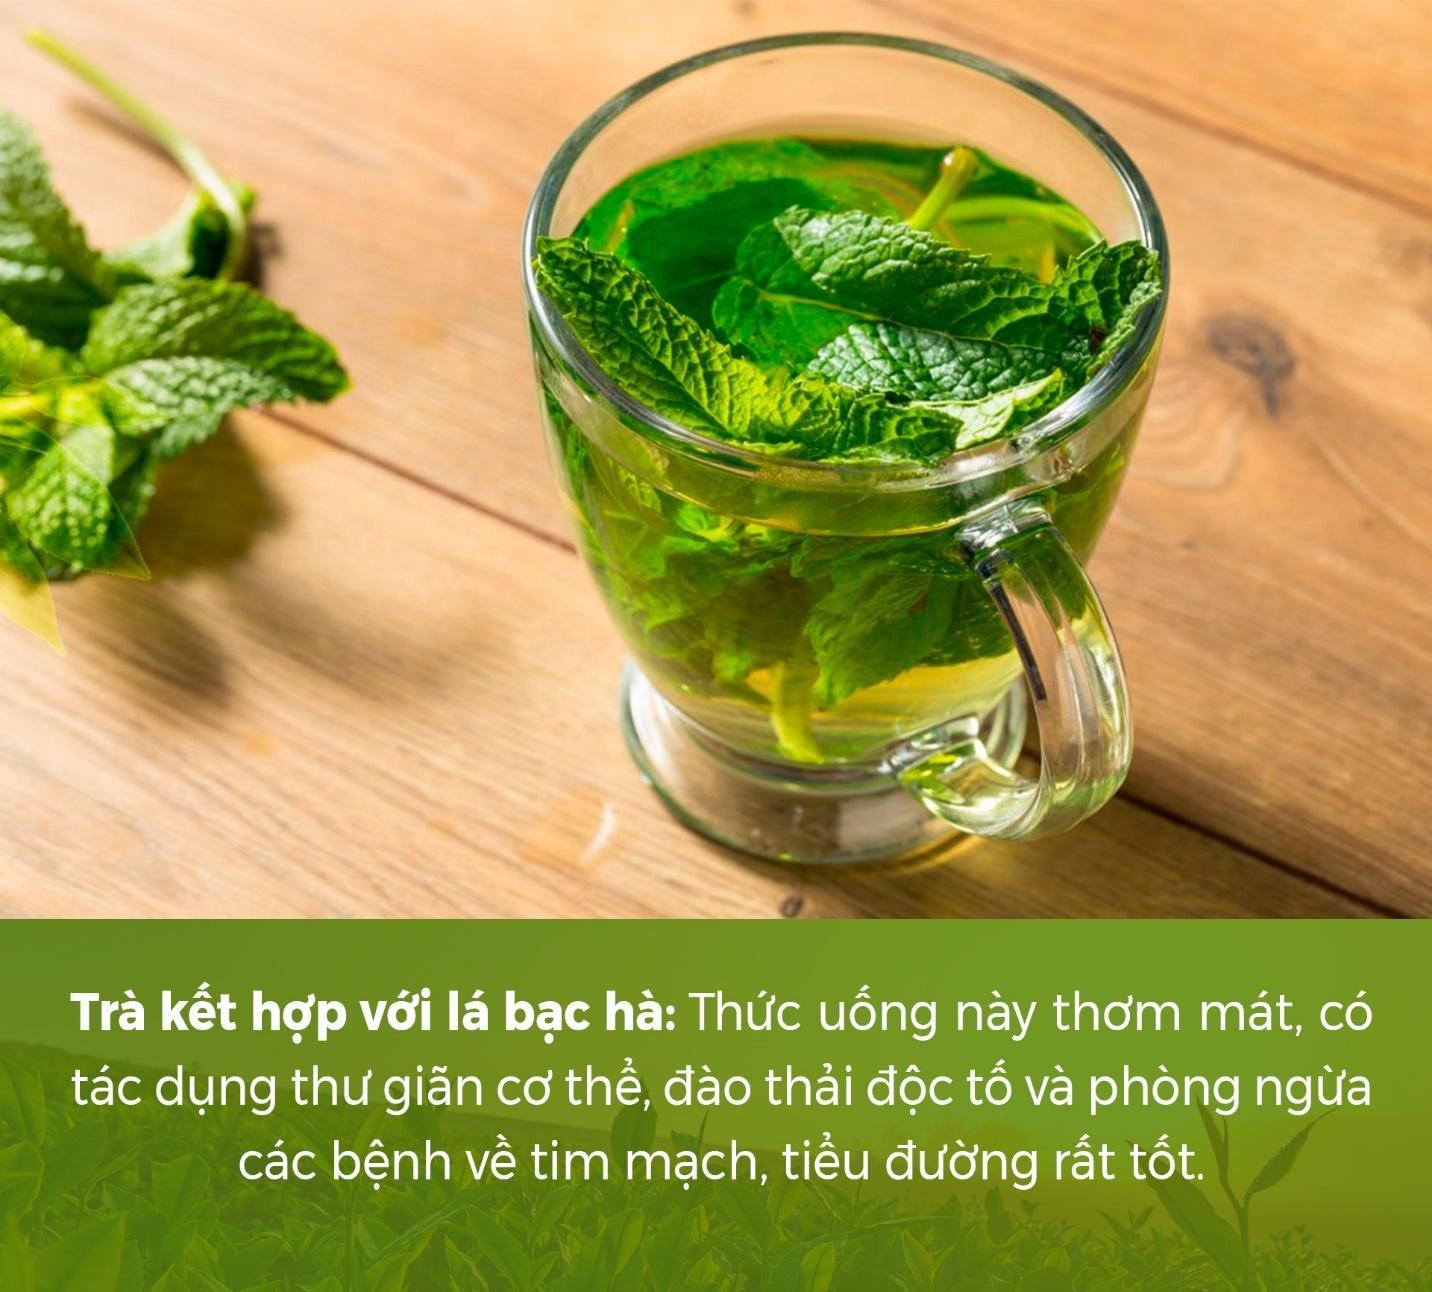 Trà kết hợp với lá bạc hà: Thức uống này thơm mát, có
tác dụng thư giãn cơ thể, đào thải độc tố và phòng ngừa
các bệnh về tim mạch, tiểu đường rất tốt.